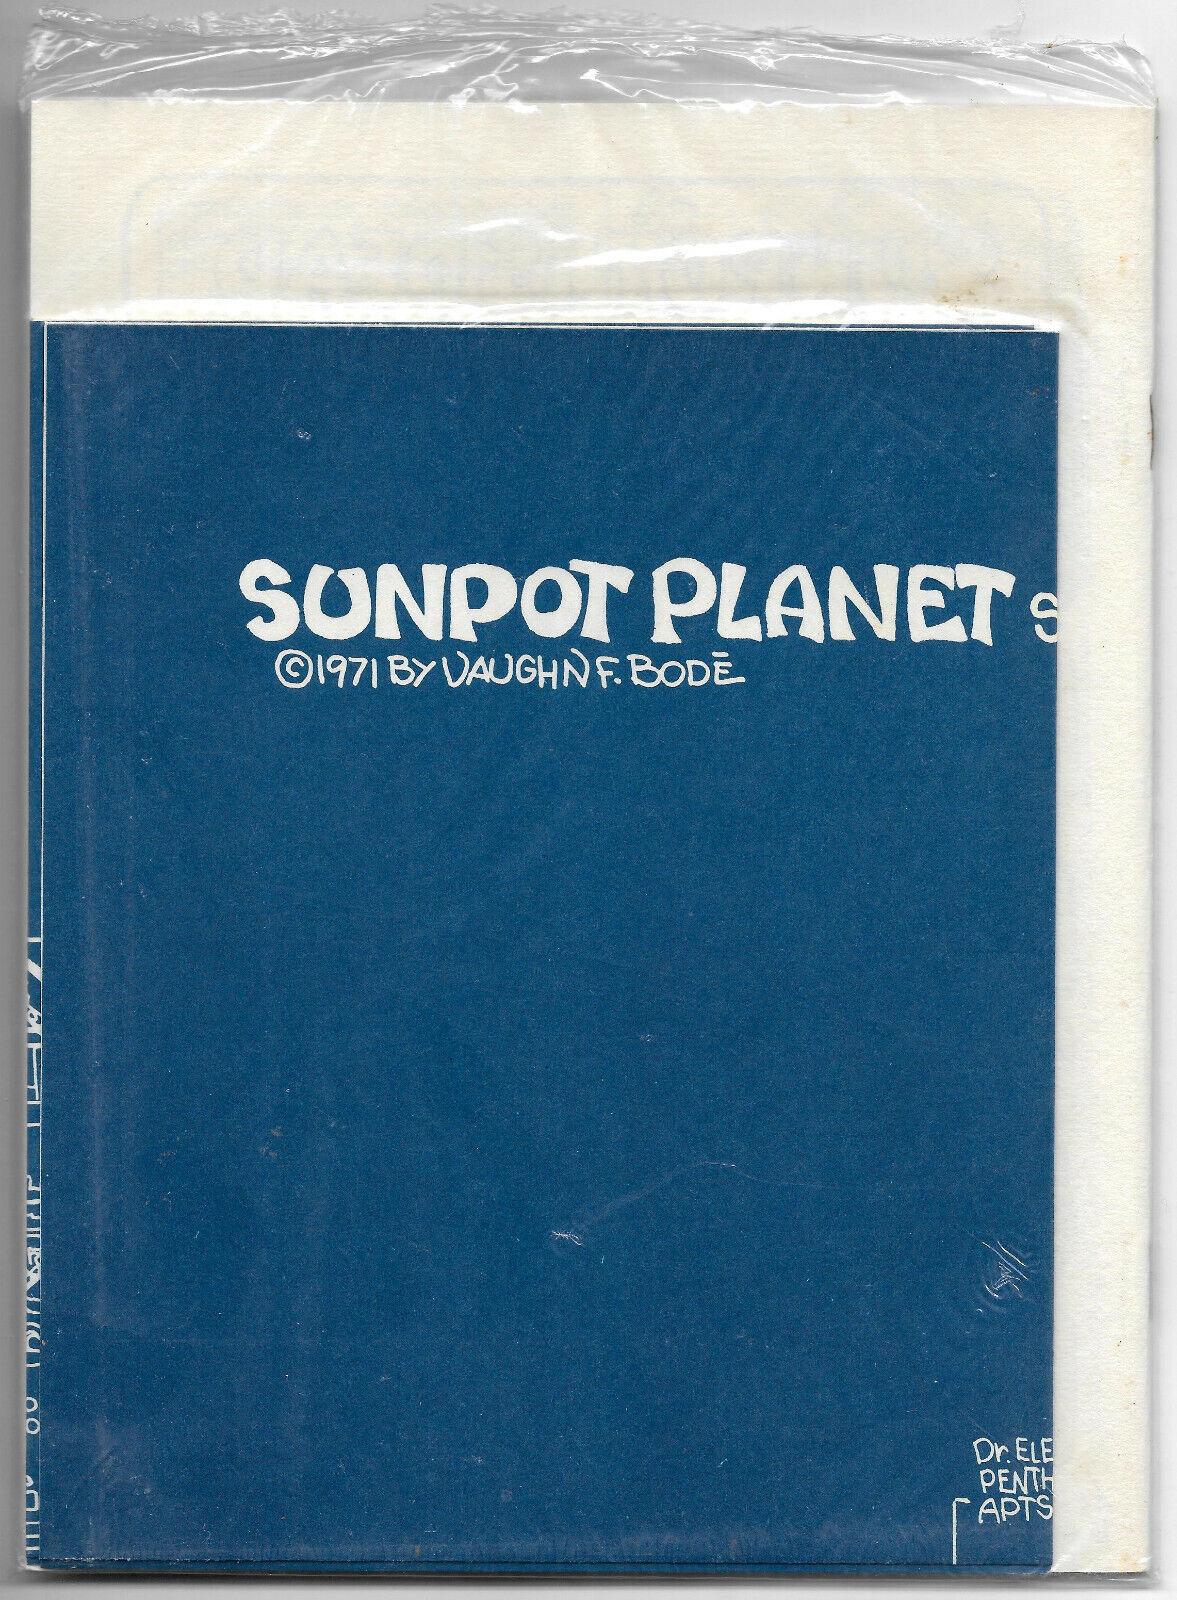 SUNPOT PLANET S
©1971 BY VAUGHN F. BODĒ
Dr. ELE
PENTH
APTS